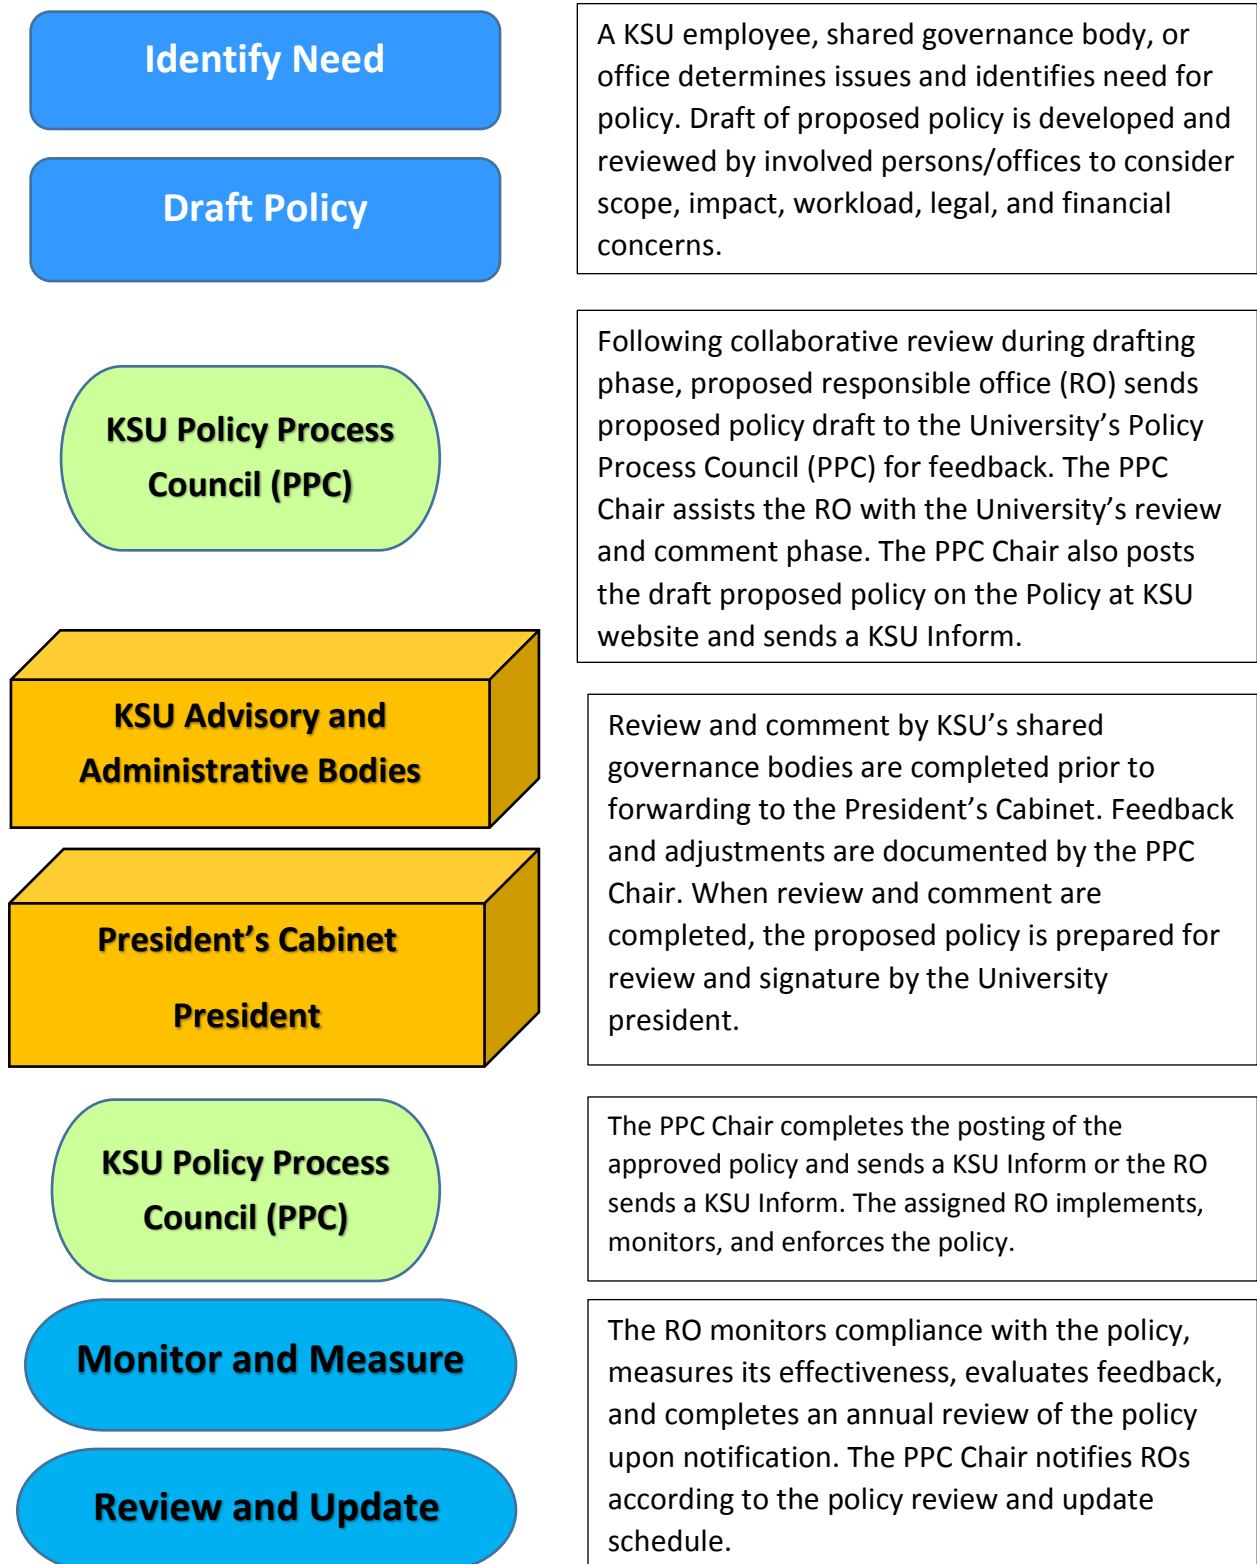 Identify Need
Draft Policy
A KSU employee, shared governance body, or
office determines issues and identifies need for
policy. Draft of proposed policy is developed and
reviewed by involved persons/offices to consider
scope, impact, workload, legal, and financial
concerns.
KSU Policy Process
Council (PPC)
Following collaborative review during drafting
phase, proposed responsible office (RO) sends
proposed policy draft to the University’s Policy
Process Council (PPC) for feedback. The PPC
Chair assists the RO with the University’s review
and comment phase. The PPC Chair also posts
the draft proposed policy on the Policy at KSU
website and sends a KSU Inform.
KSU Advisory and
Administrative Bodies
President’s Cabinet
President
Review and comment by KSU’s shared
governance bodies are completed prior to
forwarding to the President’s Cabinet. Feedback
and adjustments are documented by the PPC
Chair. When review and comment are
completed, the proposed policy is prepared for
review and signature by the University
president.
KSU Policy Process
Council (PPC)
The PPC Chair completes the posting of the
approved policy and sends a KSU Inform or the RO
sends a KSU Inform. The assigned RO implements,
monitors, and enforces the policy.
Monitor and Measure
Review and Update
The RO monitors compliance with the policy,
measures its effectiveness, evaluates feedback,
and completes an annual review of the policy
upon notification. The PPC Chair notifies ROs
according to the policy review and update
schedule.